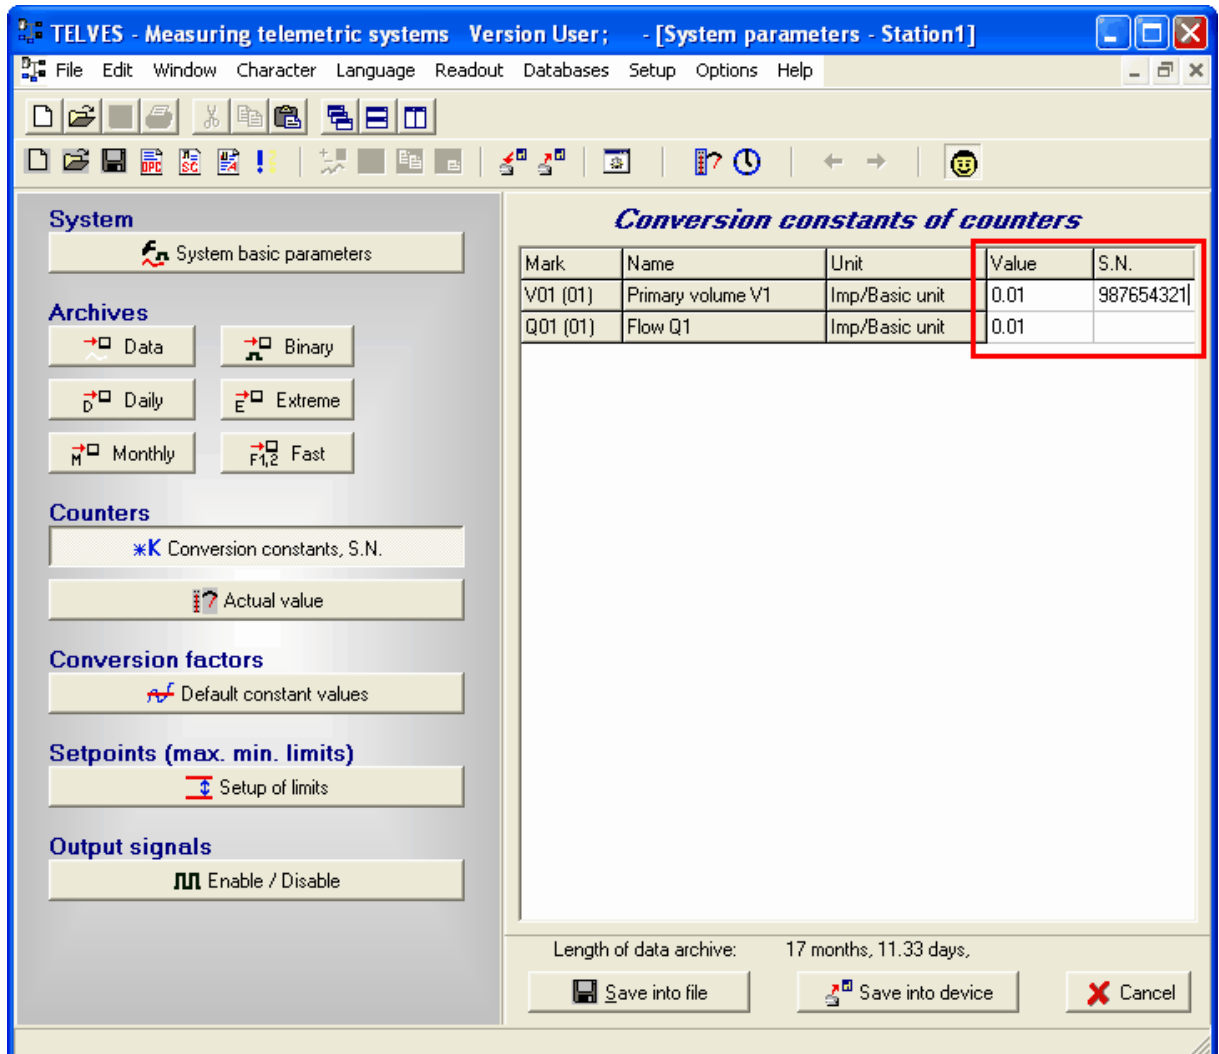 TELVES - Measuring telemetric systems   Version User;      - [System parameters - Station1]
File Edit Window Character Language Readout Databases Setup Options Help
System
System basic parameters
Archives
Data
Binary
D Daily
E Extreme
M Monthly
F1,2 Fast
Counters
*K Conversion constants, S.N.
Actual value
Conversion factors
Default constant values
Setpoints (max. min. limits)
Setup of limits
Output signals
Enable / Disable
Conversion constants of counters
Mark Name Unit Value S.N.
V01 (01) Primary volume V1 Imp/Basic unit 0.01 987654321
Q01 (01) Flow Q1 Imp/Basic unit 0.01
Length of data archive: 17 months, 11.33 days,
Save into file
Save into device
Cancel